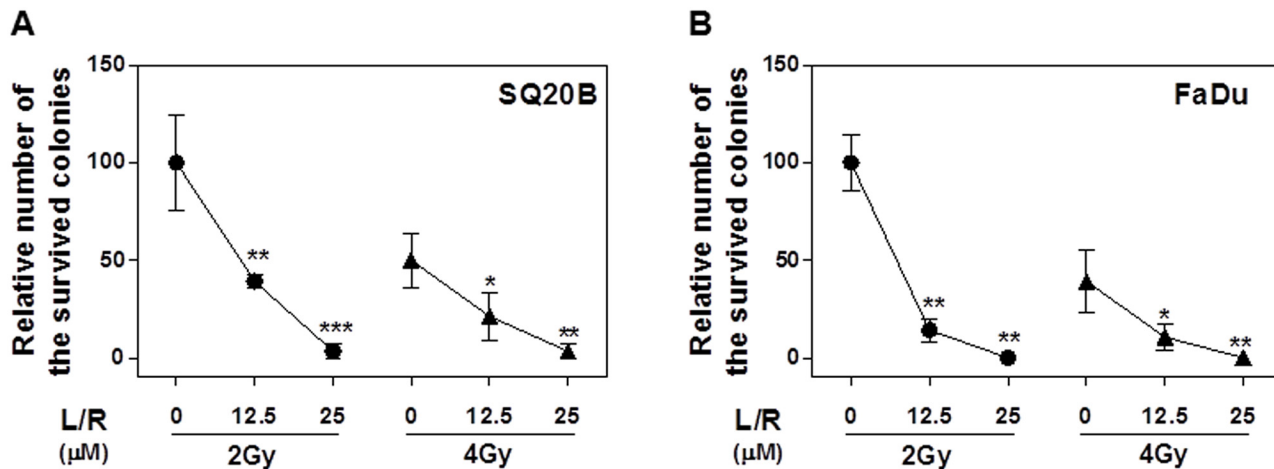 A
Relative number of
the survived colonies
150
100
50
0
SQ20B
**
***
*
**
L/R
(μM)
0 12.5 25 0 12.5 25
2Gy 4Gy
B
Relative number of
the survived colonies
150
100
50
0
FaDu
**
**
*
**
L/R
(μM)
0 12.5 25 0 12.5 25
2Gy 4Gy